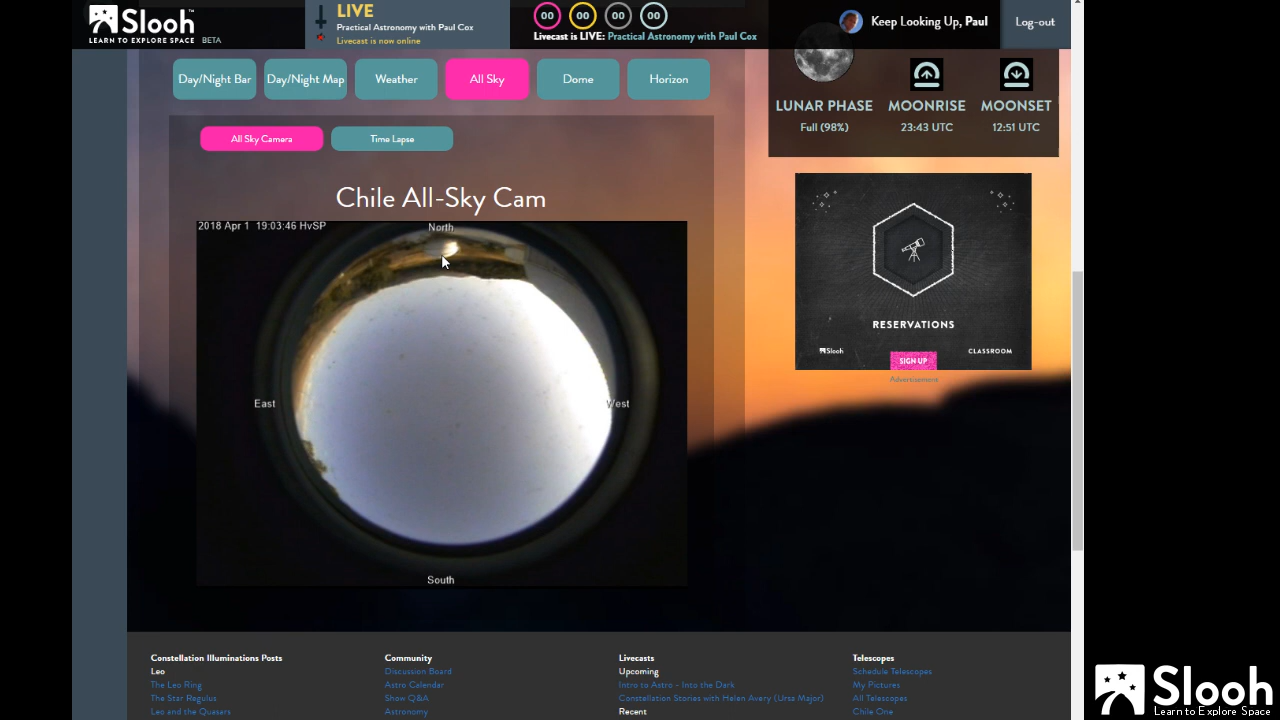 Slooh
LEARN TO EXPLORE SPACE BETA
LIVE
Practical Astronomy with Paul Cox
Livecast is now online
00 00 00 00
Livecast is LIVE: Practical Astronomy with Paul Cox
Keep Looking Up, Paul
Log-out
Day/Night Bar
Day/Night Map
Weather
All Sky
Dome
Horizon
LUNAR PHASE
Full (98%)
MOONRISE
23:43 UTC
MOONSET
12:51 UTC
All Sky Camera
Time Lapse
Chile All-Sky Cam
2018 Apr 1 19:03:46 HvSP
North
East
West
South
RESERVATIONS
Slooh
SIGN UP
CLASSROOM
Advertisement
Constellation Illuminations Posts
Leo
The Leo Ring
The Star Regulus
Leo and the Quasars
Community
Discussion Board
Astro Calendar
Show Q&A
Astronomy
Livecasts
Upcoming
Intro to Astro - Into the Dark
Constellation Stories with Helen Avery (Ursa Major)
Recent
Telescopes
Schedule Telescopes
My Pictures
All Telescopes
Chile One
Slooh
Learn to Explore Space